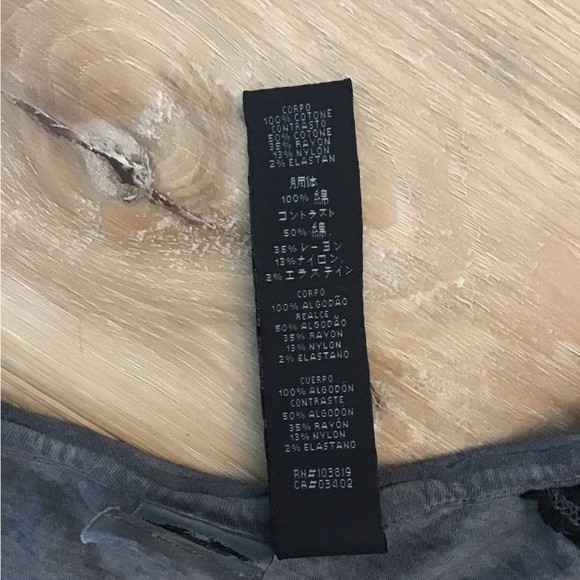 CORPO
100% COTONE
CONTRASTO
50% COTONE
35% RAYON
13% NYLON
2% ELASTAN
胴体
100% 綿
コントラスト
50% 綿,
35% レーヨン
13% ナイロン,
2% エラステイン
CORPO
100% ALGODÃO
REALCE
50% ALGODÃO
35% RAYON
13% NYLON
2% ELASTANO
CUERPO
100% ALGODÓN
CONTRASTE
50% ALGODÓN
35% RAYÓN
13% NYLON
2% ELASTANO
RN#103819
CA#03402